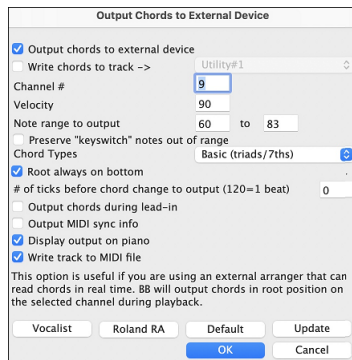 Output Chords to External Device
Output chords to external device
Write chords to track -> Utility#1
Channel # 9
Velocity 90
Note range to output 60 to 83
Preserve "keyswitch" notes out of range
Chord Types Basic (triads/7ths)
Root always on bottom
# of ticks before chord change to output (120=1 beat) 0
Output chords during lead-in
Output MIDI sync info
Display output on piano
Write track to MIDI file
This option is useful if you are using an external arranger that can
read chords in real time. BB will output chords in root position on
the selected channel during playback.
Vocalist Roland RA Default Update
OK Cancel